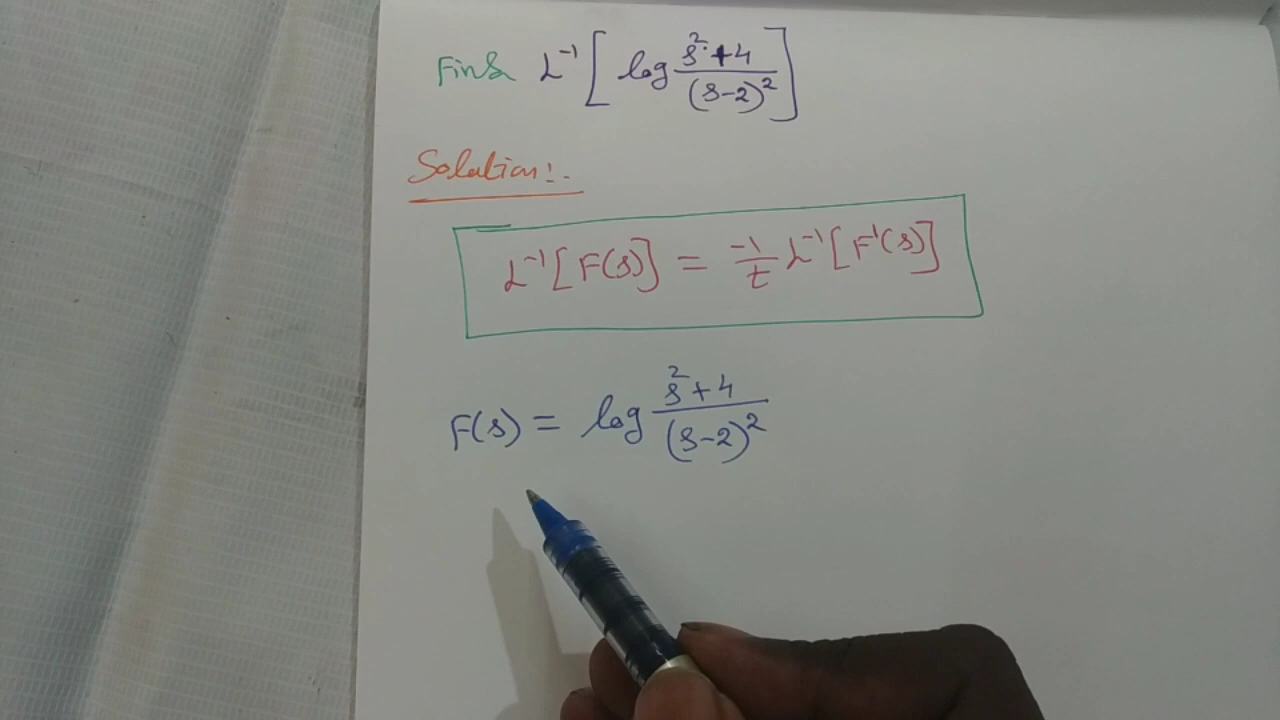 Find L⁻¹[log (s²+4)/(s-2)²]
Solution:-
L⁻¹[F(s)] = -1/t L⁻¹[F'(s)]
F(s) = log (s²+4)/(s-2)²